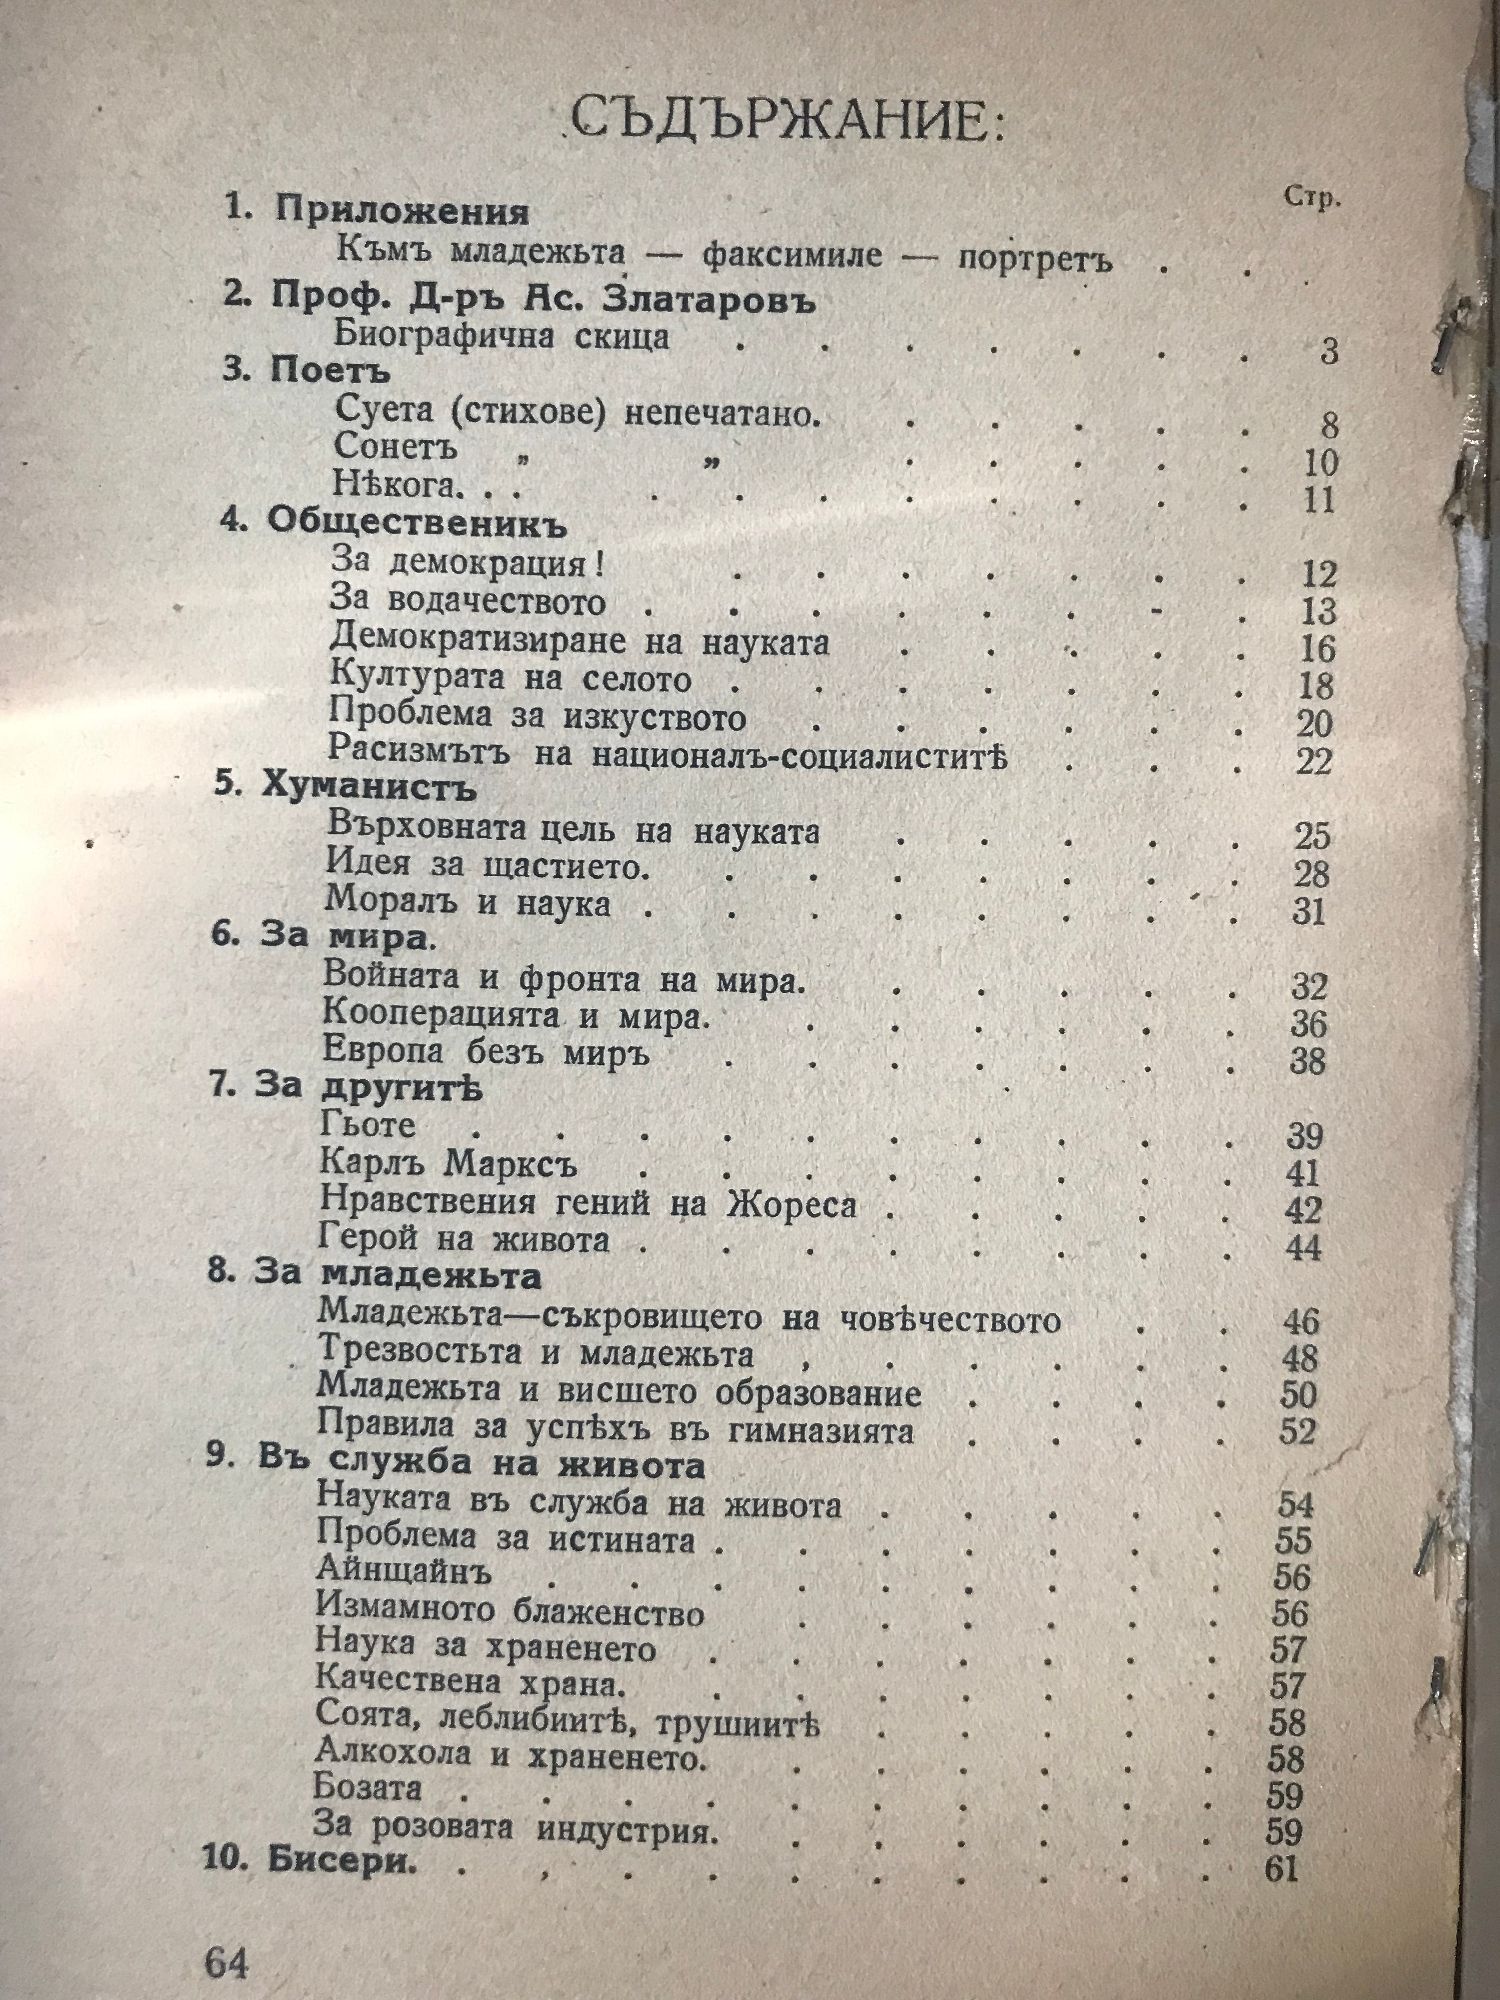 СЪДЪРЖАНИЕ:
Стр.
1. Приложения
Къмъ младежьта — факсимиле — портретъ . .
2. Проф. Д-ръ Ас. Златаровъ
Биографична скица . . . . . . . 3
3. Поетъ
Суета (стихове) непечатано. . . . . . 8
Сонетъ „ „ . . . . . 10
Нѣкога. . . . . . . . . . . 11
4. Общественикъ
За демокрация! . . . . . . . 12
За водачеството . . . . . . - . 13
Демократизиране на науката . . . . . 16
Културата на селото . . . . . . . 18
Проблема за изкуството . . . . . . 20
Расизмътъ на националъ-социалиститѣ . . . 22
5. Хуманистъ
Върховната цель на науката . . . . . 25
Идея за щастието. . . . . . . . 28
Моралъ и наука . . . . . . . . 31
6. За мира.
Войната и фронта на мира. . . . . . 32
Кооперацията и мира. . . . . . . 36
Европа безъ миръ . . . . . . . 38
7. За другитѣ
Гьоте . . . . . . . . . . 39
Карлъ Марксъ . . . . . . . . 41
Нравствения гений на Жореса . . . . . 42
Герой на живота . . . . . . . . 44
8. За младежьта
Младежьта—съкровището на човѣчеството . . 46
Трезвостьта и младежьта , . . . . . 48
Младежьта и висшето образование . . . . 50
Правила за успѣхъ въ гимназията . . . . 52
9. Въ служба на живота
Науката въ служба на живота . . . . . 54
Проблема за истината . . . . . . . 55
Айнщайнъ . . . . . . . . . 56
Измамното блаженство . . . . . . 56
Наука за храненето . . . . . . . 57
Качествена храна. . . . . . . . 57
Соята, леблибиитѣ, трушиитѣ . . . . . 58
Алкохола и храненето. . . . . . . 58
Бозата . . . . . . . . . . 59
За розовата индустрия. . . . . . . 59
10. Бисери. . , . . . . . . . . 61
64